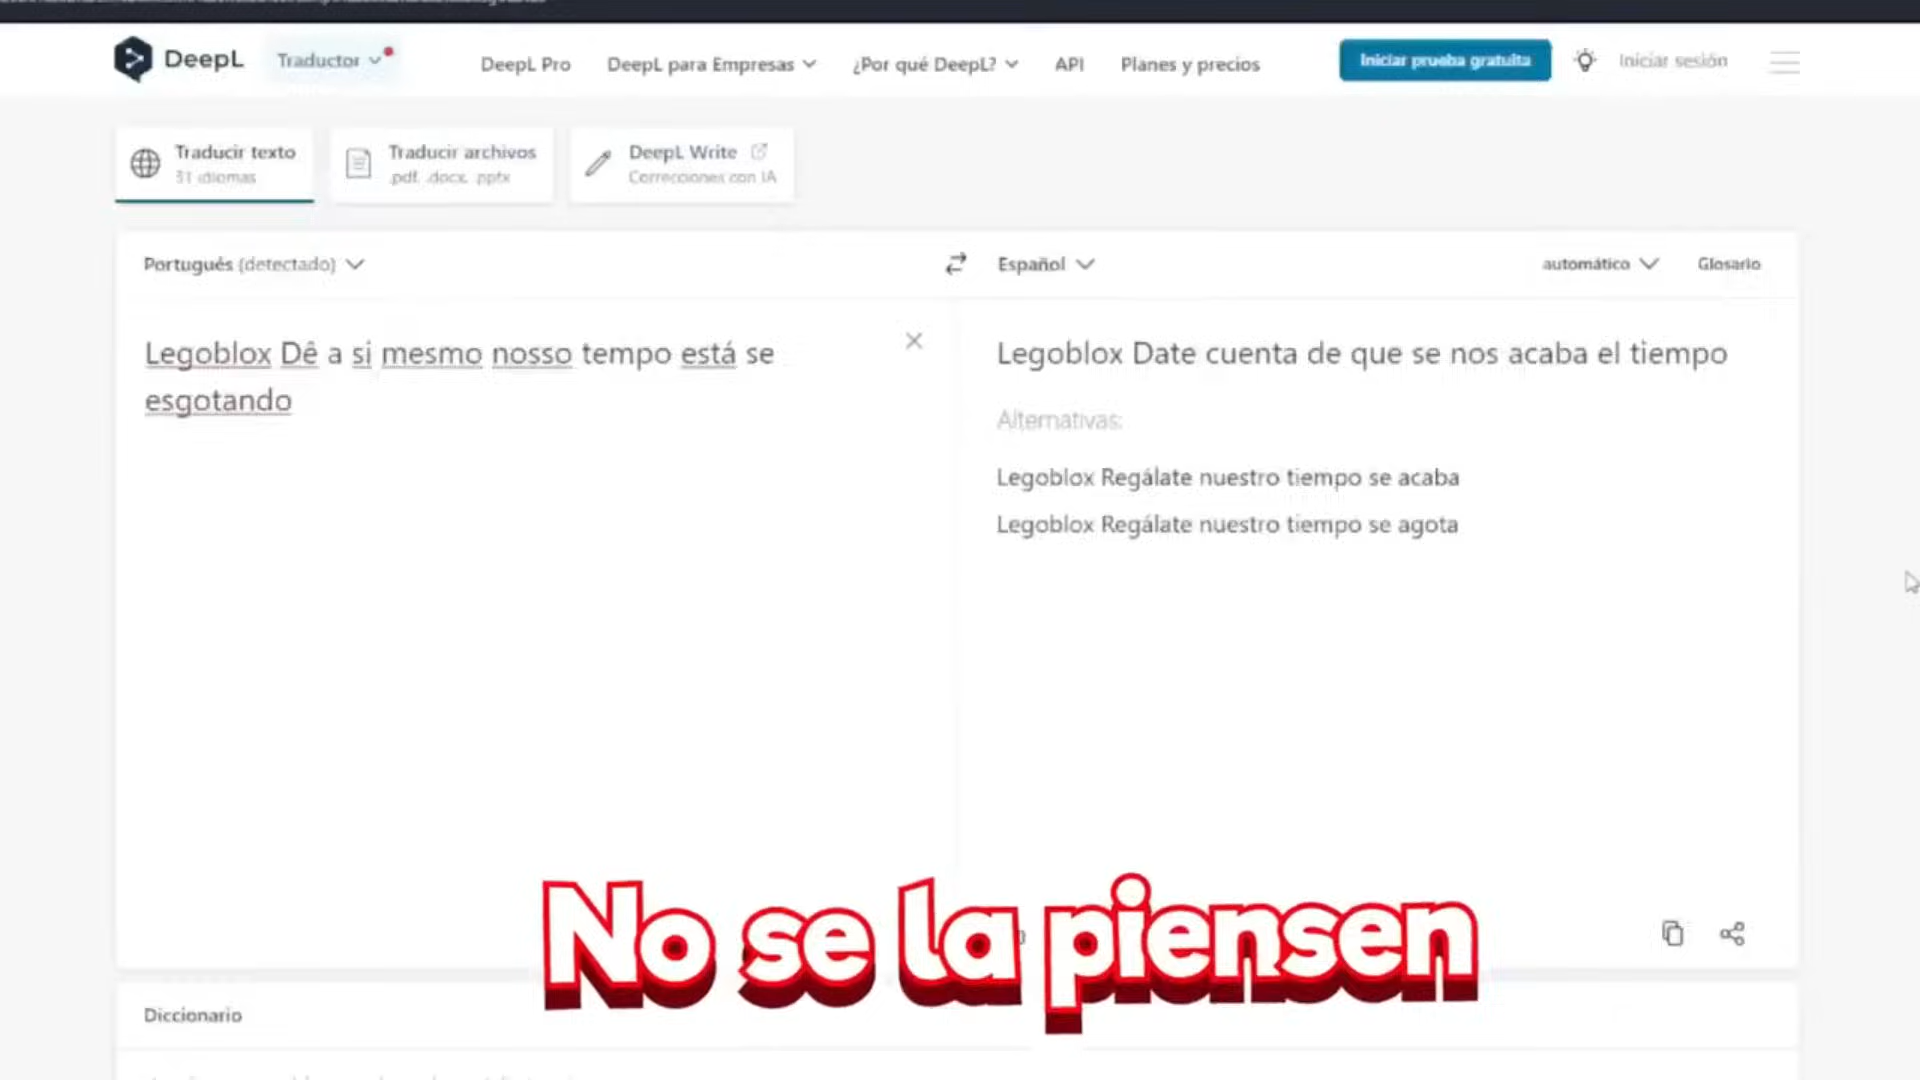 DeepL
Traductor
DeepL Pro
DeepL para Empresas
¿Por qué DeepL?
API
Planes y precios
Iniciar prueba gratuita
Iniciar sesión
Traducir texto
31 idiomas
Traducir archivos
.pdf, .docx, .pptx
DeepL Write
Correcciones con IA
Portugués (detectado)
Español
automático
Glosario
Legoblox Dê a si mesmo nosso tempo está se
esgotando
Legoblox Date cuenta de que se nos acaba el tiempo
Alternativas:
Legoblox Regálate nuestro tiempo se acaba
Legoblox Regálate nuestro tiempo se agota
No se la piensen
Diccionario